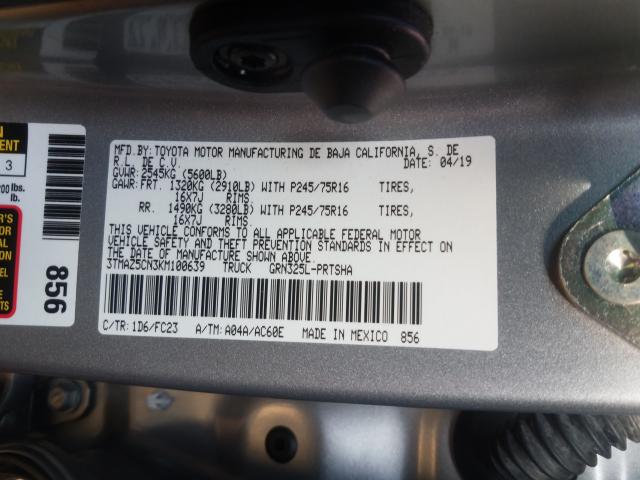 MFD.BY: TOYOTA MOTOR MANUFACTURING DE BAJA CALIFORNIA, S. DE
R.L. DE C.V. DATE: 04/19
GVWR: 2545KG (5600LB)
GAWR: FRT. 1320KG (2910LB) WITH P245/75R16 TIRES,
16X7J RIMS
RR. 1490KG (3280LB) WITH P245/75R16 TIRES,
16X7J RIMS
THIS VEHICLE CONFORMS TO ALL APPLICABLE FEDERAL MOTOR
VEHICLE SAFETY AND THEFT PREVENTION STANDARDS IN EFFECT ON
THE DATE OF MANUFACTURE SHOWN ABOVE.
3TMAZ5CN3KM100639 TRUCK GRN325L-PRTSHA
C/TR: 1D6/FC23 A/TM: A04A/AC60E MADE IN MEXICO 856
3
lbs.
856